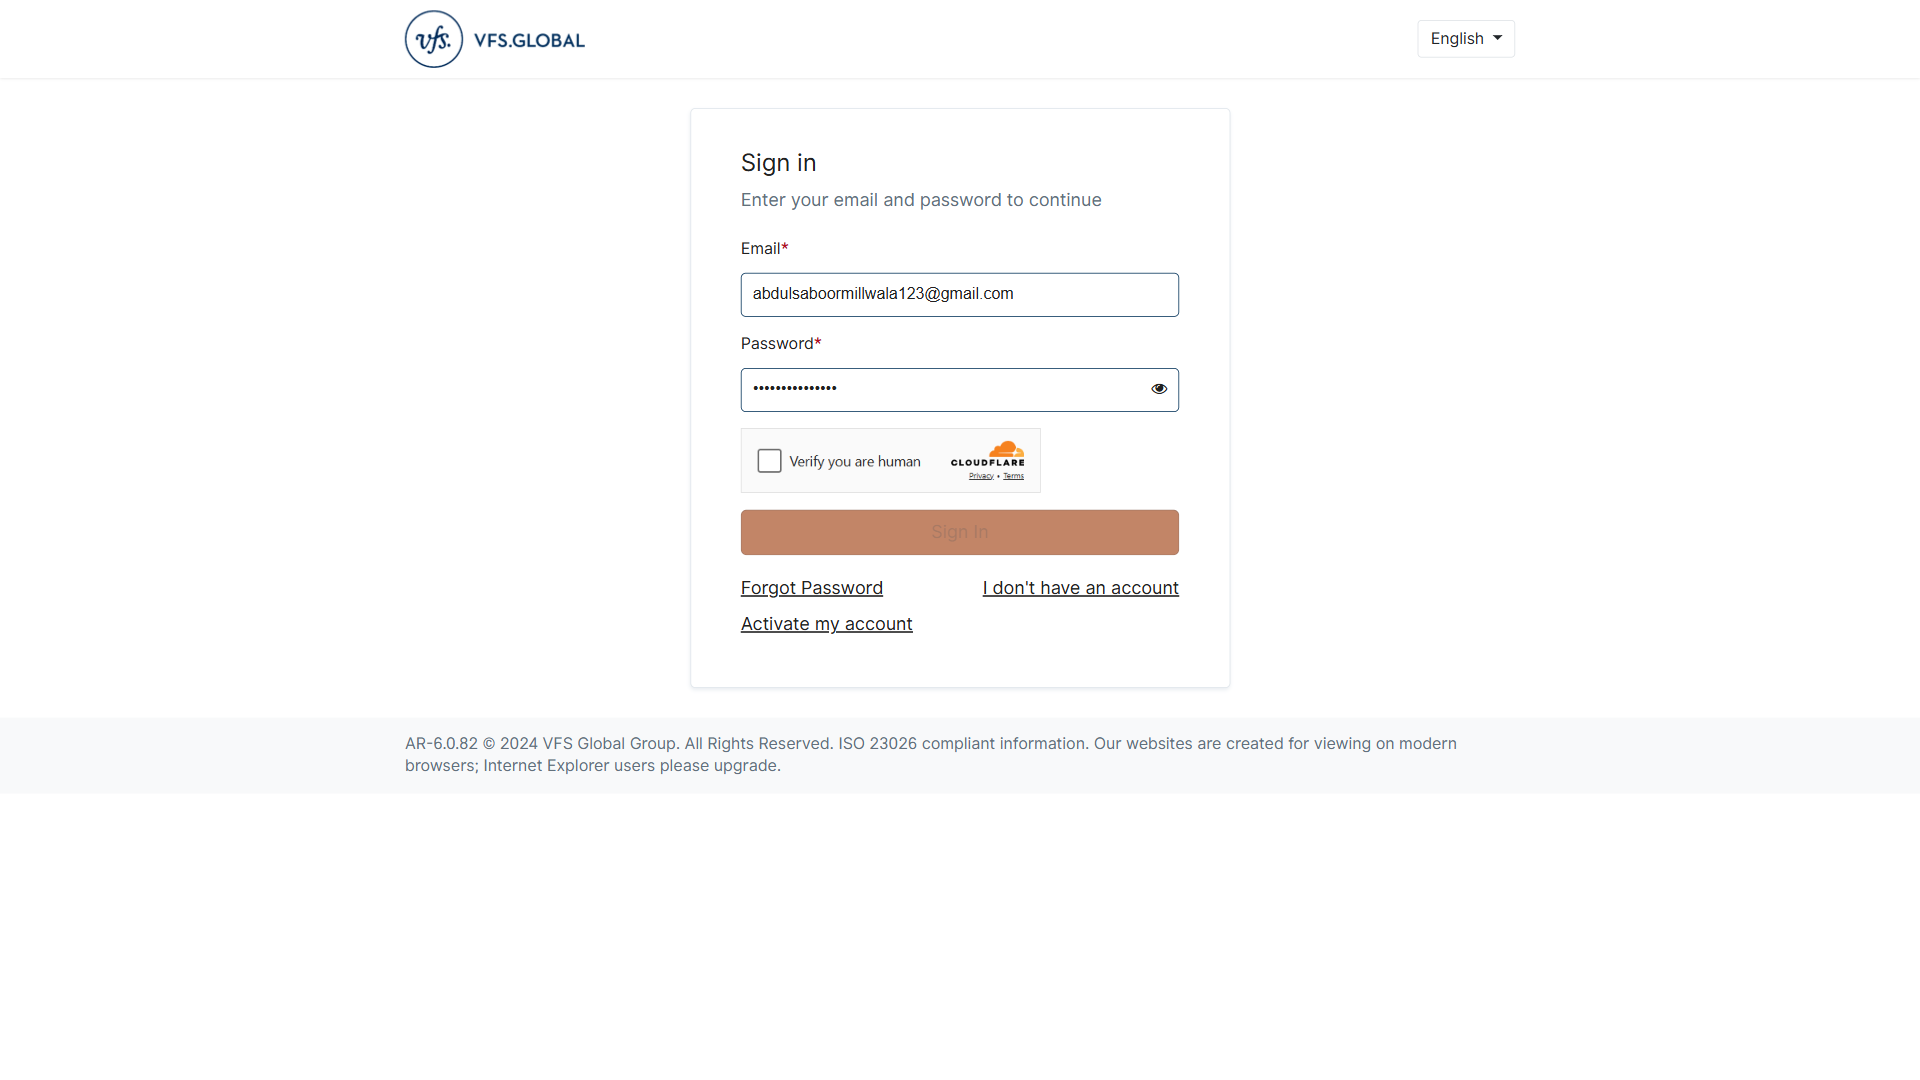 vfs. VFS.GLOBAL
English
Sign in
Enter your email and password to continue
Email*
abdulsaboormillwala123@gmail.com
Password*
•••••••••••••••
Verify you are human
CLOUDFLARE
Privacy • Terms
Sign In
Forgot Password
I don't have an account
Activate my account
AR-6.0.82 © 2024 VFS Global Group. All Rights Reserved. ISO 23026 compliant information. Our websites are created for viewing on modern
browsers; Internet Explorer users please upgrade.